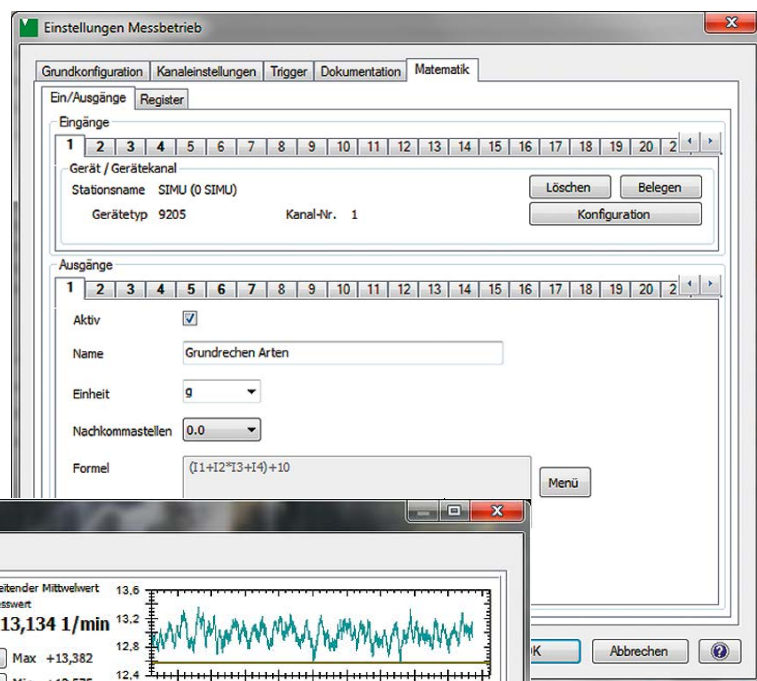 Einstellungen Messbetrieb
Grundkonfiguration Kanaleinstellungen Trigger Dokumentation Matematik
Ein/Ausgänge Register
Eingänge
1 2 3 4 5 6 7 8 9 10 11 12 13 14 15 16 17 18 19 20 2
Gerät / Gerätekanal
Stationsname SIMU (0 SIMU) Löschen Belegen
Gerätetyp 9205 Kanal-Nr. 1 Konfiguration
Ausgänge
1 2 3 4 5 6 7 8 9 10 11 12 13 14 15 16 17 18 19 20 2
Aktiv
Name Grundrechen Arten
Einheit g
Nachkommastellen 0.0
Formel (I1+I2*I3+I4)+10 Menü
eitender Mittwelwert 13,6
esswert
13,134 1/min 13,2
12,8
Max +13,382
12,4
K Abbrechen ?